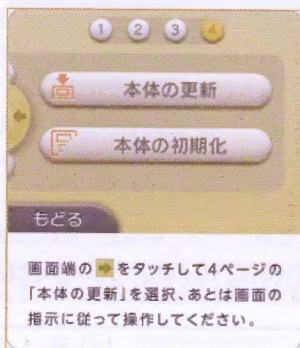 1 2 3 4
本体の更新
本体の初期化
もどる
画面端の➡をタッチして4ページの
「本体の更新」を選択、あとは画面の
指示に従って操作してください。